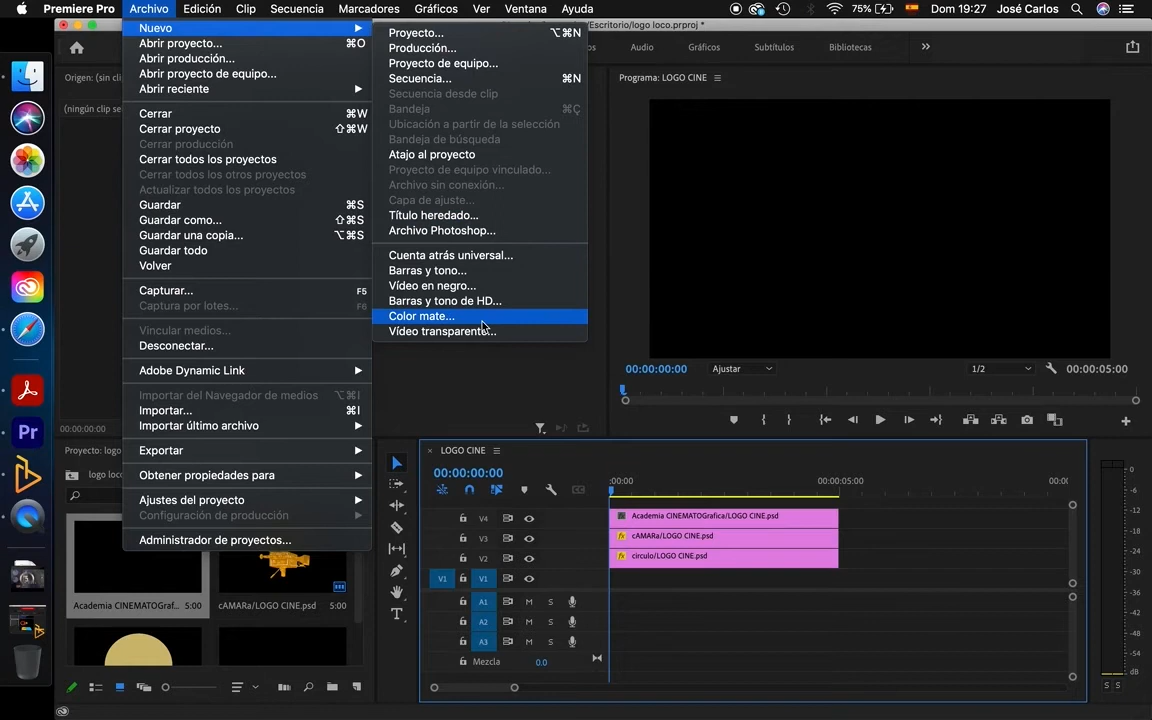 Premiere Pro Archivo Edición Clip Secuencia Marcadores Gráficos Ver Ventana Ayuda 76% Dom 19:27 José Carlos
/Escritorio/logo loco.prproj *
Audio Gráficos Subtítulos Bibliotecas
Nuevo
Abrir proyecto... ⌘O
Abrir producción...
Abrir proyecto de equipo...
Abrir reciente
Cerrar ⌘W
Cerrar proyecto ⇧⌘W
Cerrar producción
Cerrar todos los proyectos
Cerrar todos los otros proyectos
Actualizar todos los proyectos
Guardar ⌘S
Guardar como... ⇧⌘S
Guardar una copia... ⌥⌘S
Guardar todo
Volver
Capturar... F5
Captura por lotes... F6
Vincular medios...
Desconectar...
Adobe Dynamic Link
Importar del Navegador de medios ⌥⌘I
Importar... ⌘I
Importar último archivo
Exportar
Obtener propiedades para
Ajustes del proyecto
Configuración de producción
Administrador de proyectos...
Proyecto... ⌥⌘N
Producción...
Proyecto de equipo...
Secuencia... ⌘N
Secuencia desde clip
Bandeja ⌘Ç
Ubicación a partir de la selección
Bandeja de búsqueda
Atajo al proyecto
Proyecto de equipo vinculado...
Archivo sin conexión...
Capa de ajuste...
Título heredado...
Archivo Photoshop...
Cuenta atrás universal...
Barras y tono...
Vídeo en negro...
Barras y tono de HD...
Color mate...
Vídeo transparente...
Origen: (sin cli
(ningún clip se
00:00:00:00
Programa: LOGO CINE
00:00:00:00 Ajustar 1/2 00:00:05:00
Proyecto: logo
logo loco
Academia CINEMATOGraf... 5:00
cAMARa/LOGO CINE.psd 5:00
LOGO CINE
00:00:00:00
:00:00 00:00:05:00 00:0
V4 Academia CINEMATOGrafica/LOGO CINE.psd
V3 cAMARa/LOGO CINE.psd
V2 circulo/LOGO CINE.psd
V1 V1
A1 M S
A2 M S
A3 M S
Mezcla 0.0
0
-6
-12
-18
-24
-30
-36
-42
-48
-54
dB
S S
Pr